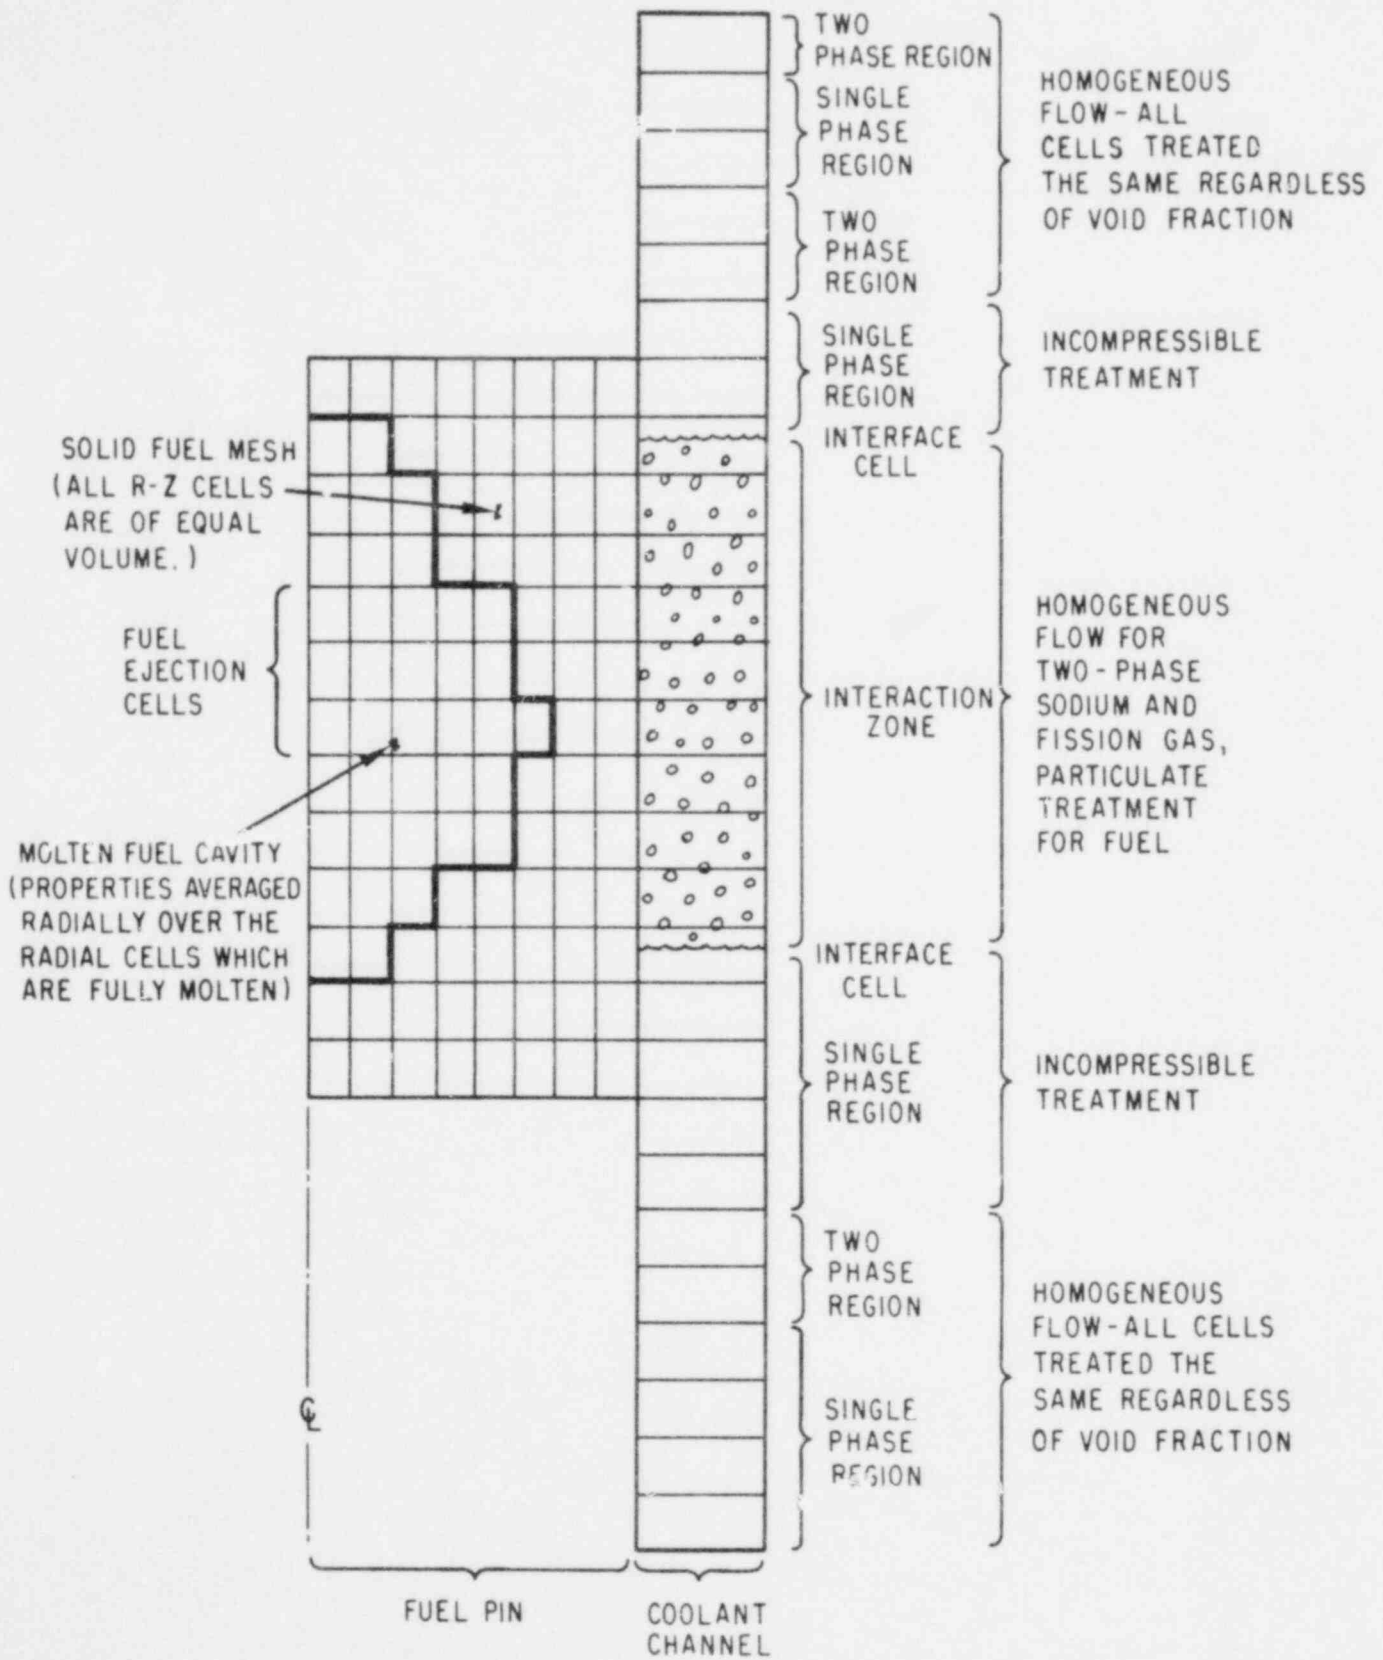 TWO
PHASE REGION
SINGLE
PHASE
REGION
TWO
PHASE
REGION
HOMOGENEOUS
FLOW-ALL
CELLS TREATED
THE SAME REGARDLESS
OF VOID FRACTION
SINGLE
PHASE
REGION
INCOMPRESSIBLE
TREATMENT
INTERFACE
CELL
SOLID FUEL MESH
(ALL R-Z CELLS
ARE OF EQUAL
VOLUME.)
FUEL
EJECTION
CELLS
MOLTEN FUEL CAVITY
(PROPERTIES AVERAGED
RADIALLY OVER THE
RADIAL CELLS WHICH
ARE FULLY MOLTEN)
INTERACTION
ZONE
HOMOGENEOUS
FLOW FOR
TWO-PHASE
SODIUM AND
FISSION GAS,
PARTICULATE
TREATMENT
FOR FUEL
INTERFACE
CELL
SINGLE
PHASE
REGION
INCOMPRESSIBLE
TREATMENT
TWO
PHASE
REGION
SINGLE
PHASE
REGION
HOMOGENEOUS
FLOW-ALL CELLS
TREATED THE
SAME REGARDLESS
OF VOID FRACTION
℄
FUEL PIN
COOLANT
CHANNEL